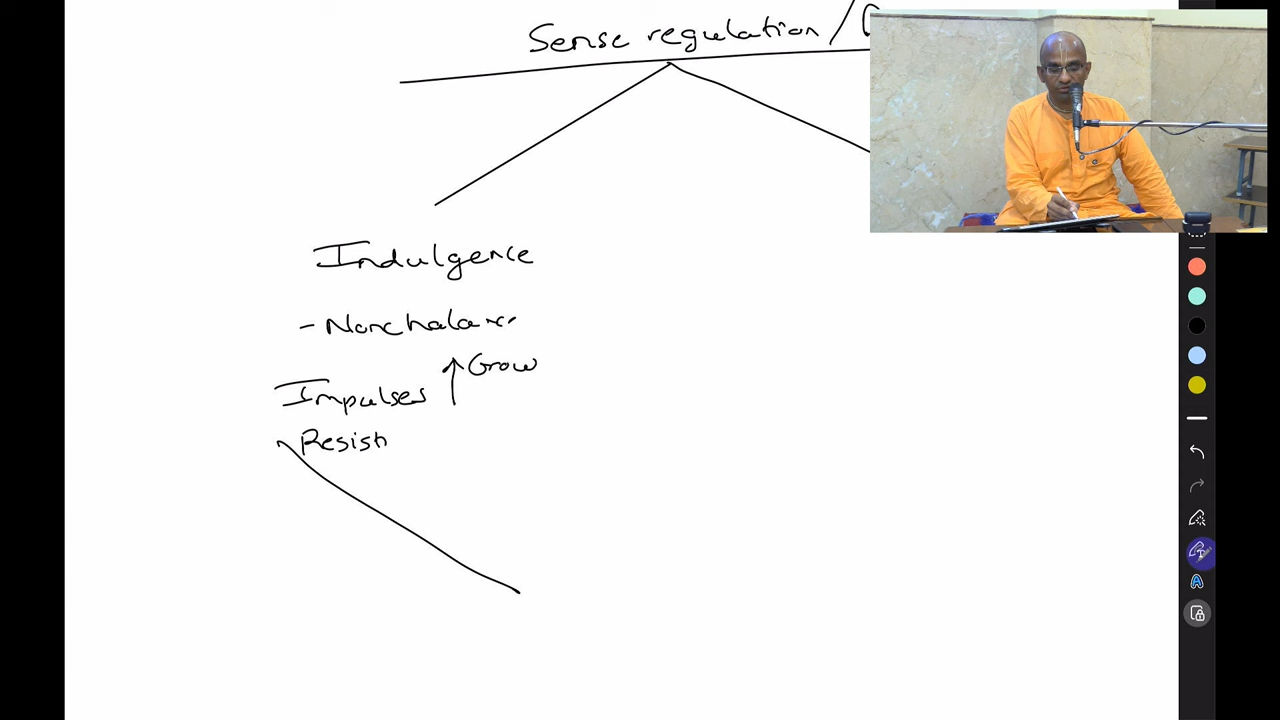 Sense regulation /
Indulgence
- Nonchalance
↑ Grow
Impulses
Resist